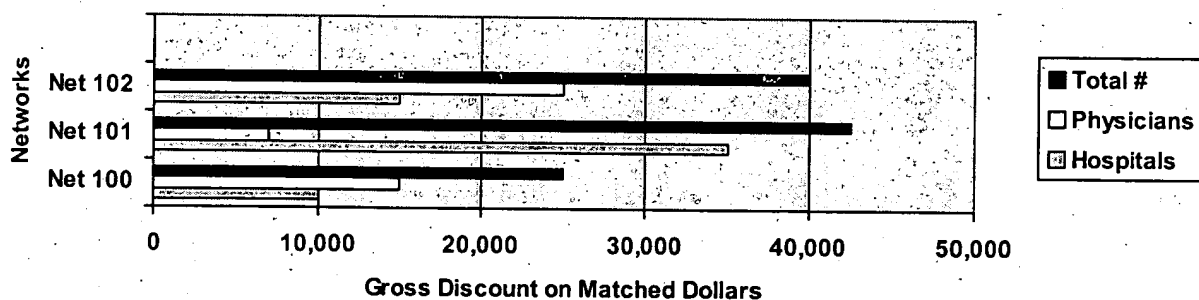 Networks
Net 102
Net 101
Net 100
0 10,000 20,000 30,000 40,000 50,000
Gross Discount on Matched Dollars
Total #
Physicians
Hospitals